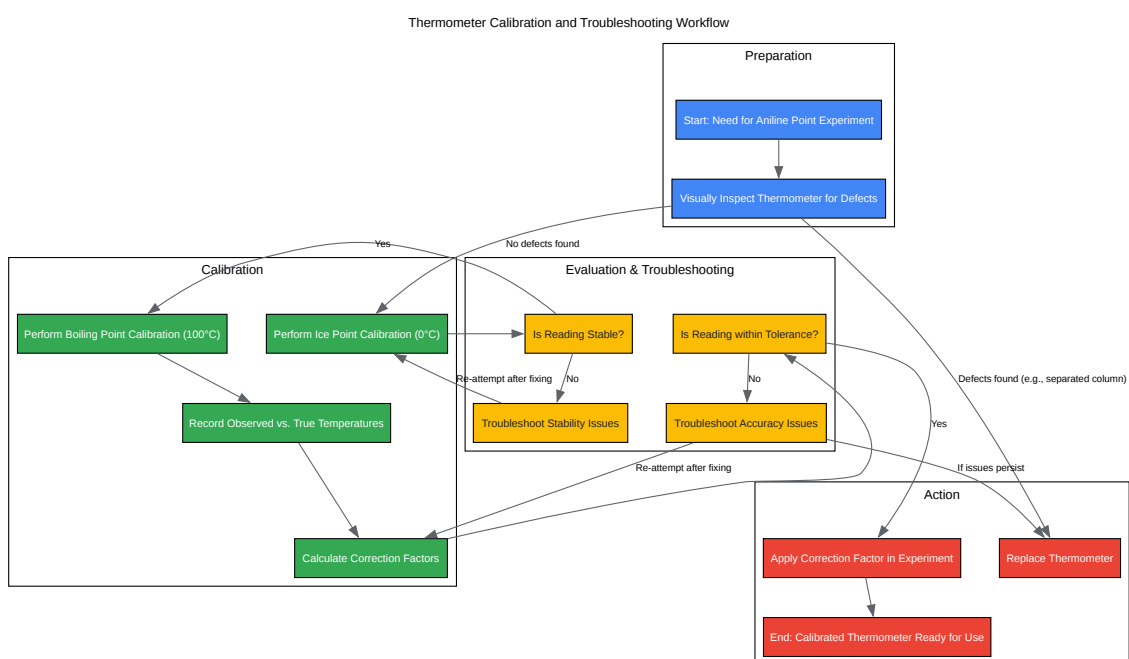 Thermometer Calibration and Troubleshooting Workflow
Preparation
Start: Need for Aniline Point Experiment
Visually Inspect Thermometer for Defects
No defects found
Yes
Calibration
Evaluation & Troubleshooting
Perform Boiling Point Calibration (100°C)
Perform Ice Point Calibration (0°C)
Is Reading Stable?
Is Reading within Tolerance?
Re-attempt after fixing
No
No
Defects found (e.g., separated column)
Record Observed vs. True Temperatures
Troubleshoot Stability Issues
Troubleshoot Accuracy Issues
Yes
Re-attempt after fixing
If issues persist
Action
Calculate Correction Factors
Apply Correction Factor in Experiment
Replace Thermometer
End: Calibrated Thermometer Ready for Use